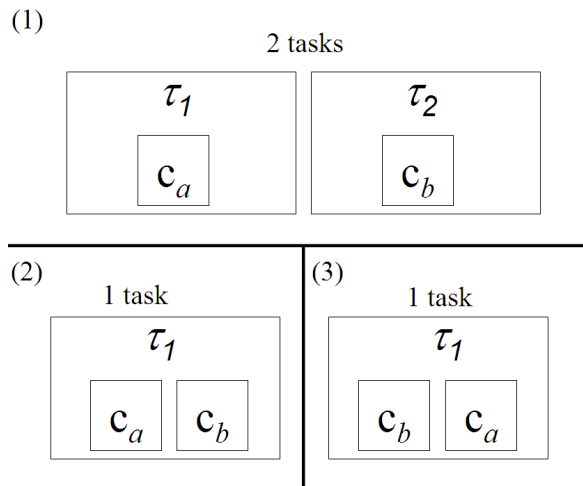 (1)
2 tasks
τ1 τ2
ca cb
(2) (3)
1 task 1 task
τ1 τ1
ca cb cb ca